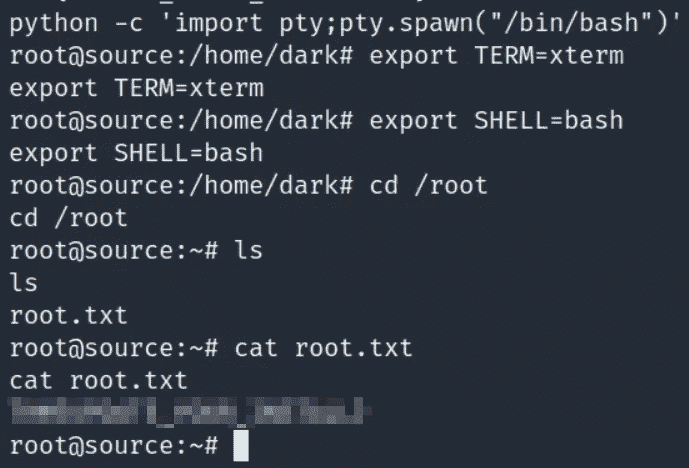 python -c 'import pty;pty.spawn("/bin/bash")'
root@source:/home/dark# export TERM=xterm
export TERM=xterm
root@source:/home/dark# export SHELL=bash
export SHELL=bash
root@source:/home/dark# cd /root
cd /root
root@source:~# ls
ls
root.txt
root@source:~# cat root.txt
cat root.txt
root@source:~#